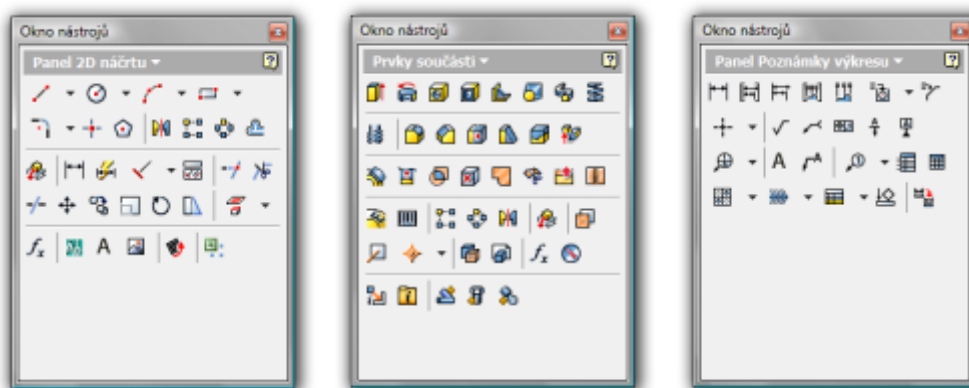 Okno nástrojů
Panel 2D náčrtu
Okno nástrojů
Prvky součásti
Okno nástrojů
Panel Poznámky výkresu